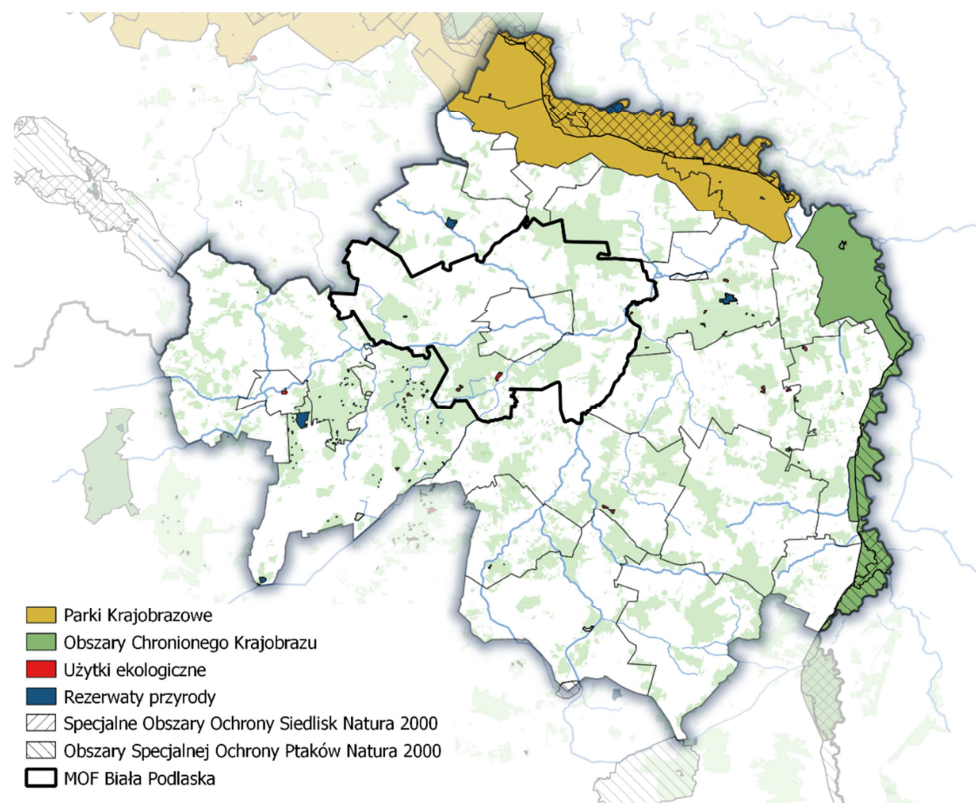 Parki Krajobrazowe
Obszary Chronionego Krajobrazu
Użytki ekologiczne
Rezerwaty przyrody
Specjalne Obszary Ochrony Siedlisk Natura 2000
Obszary Specjalnej Ochrony Ptaków Natura 2000
MOF Biała Podlaska